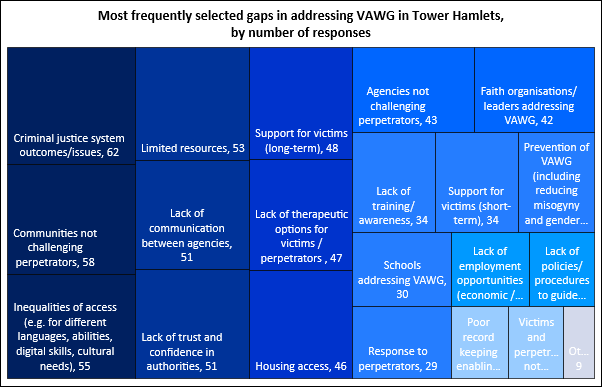 Most frequently selected gaps in addressing VAWG in Tower Hamlets,
by number of responses
Criminal justice system
outcomes/issues, 62
Communities not
challenging
perpetrators, 58
Inequalities of access
(e.g. for different
languages, abilities,
digital skills, cultural
needs), 55
Limited resources, 53
Lack of
communication
between agencies,
51
Lack of trust and
confidence in
authorities, 51
Support for victims
(long-term), 48
Lack of therapeutic
options for
victims / perpetrators , 47
Housing access, 46
Agencies not
challenging
perpetrators, 43
Faith organisations/
leaders addressing
VAWG, 42
Lack of
training/
awareness, 34
Support for
victims (short-
term), 34
Prevention of
VAWG
(including
reducing
misogyny
and gender…
Schools
addressing VAWG,
30
Lack of
employment
opportunities
(economic /…
Lack of
policies/
procedures
to guide…
Response to
perpetrators, 29
Poor
record
keeping
enablin…
Victims
and
perpetr…
not…
Ot…
9